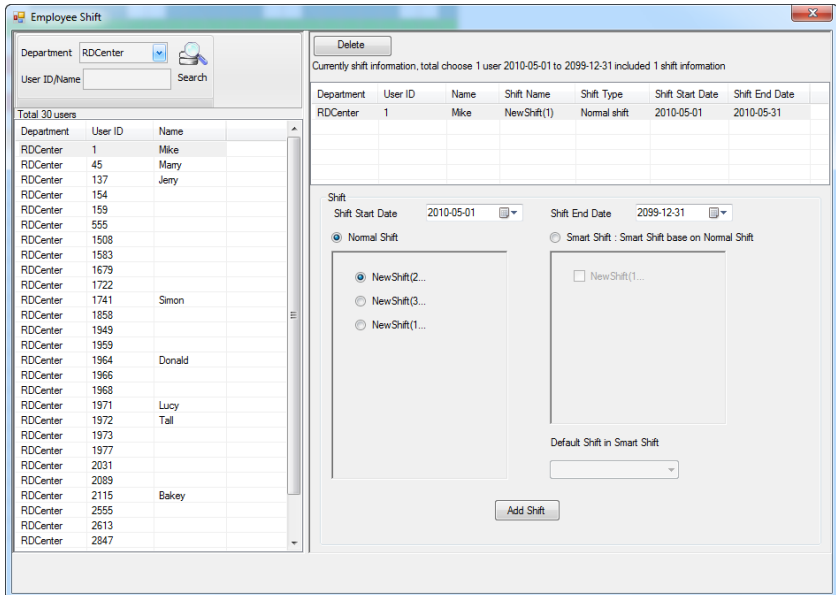 Employee Shift
Department RDCenter
User ID/Name Search
Total 30 users
Department User ID Name
RDCenter 1 Mike
RDCenter 45 Marry
RDCenter 137 Jerry
RDCenter 154
RDCenter 159
RDCenter 555
RDCenter 1508
RDCenter 1583
RDCenter 1679
RDCenter 1722
RDCenter 1741 Simon
RDCenter 1858
RDCenter 1949
RDCenter 1959
RDCenter 1964 Donald
RDCenter 1966
RDCenter 1968
RDCenter 1971 Lucy
RDCenter 1972 Tall
RDCenter 1973
RDCenter 1977
RDCenter 2031
RDCenter 2089
RDCenter 2115 Bakey
RDCenter 2555
RDCenter 2613
RDCenter 2847
Delete
Currently shift information, total choose 1 user 2010-05-01 to 2099-12-31 included 1 shift information
Department User ID Name Shift Name Shift Type Shift Start Date Shift End Date
RDCenter 1 Mike NewShift(1) Normal shift 2010-05-01 2010-05-31
Shift
Shift Start Date 2010-05-01 Shift End Date 2099-12-31
Normal Shift Smart Shift : Smart Shift base on Normal Shift
NewShift(2... NewShift(1...
NewShift(3...
NewShift(1...
Default Shift in Smart Shift
Add Shift